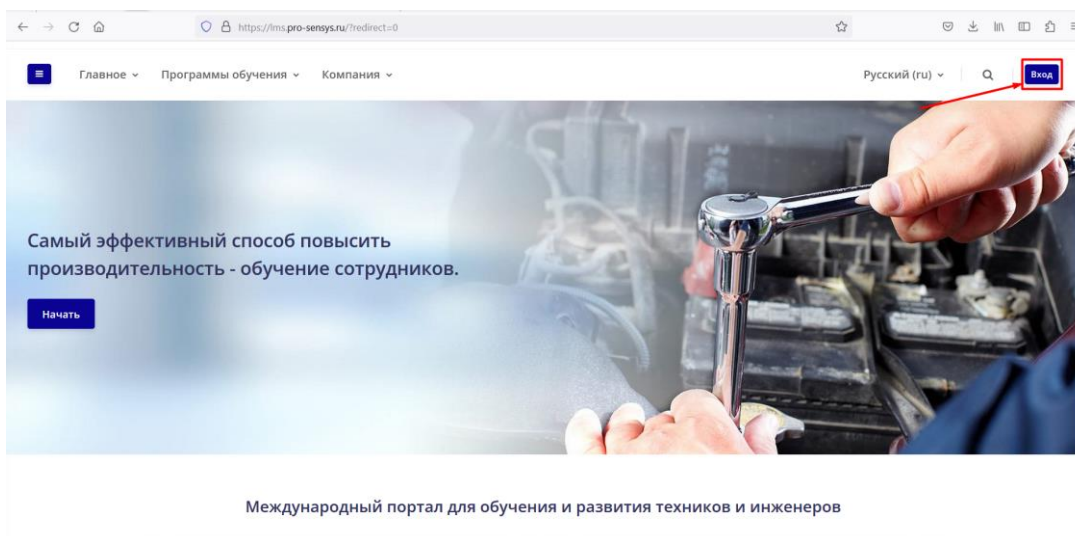 https://lms.pro-sensys.ru/?redirect=0
Главное Программы обучения Компания Русский (ru) Вход
Самый эффективный способ повысить
производительность - обучение сотрудников.
Начать
Международный портал для обучения и развития техников и инженеров